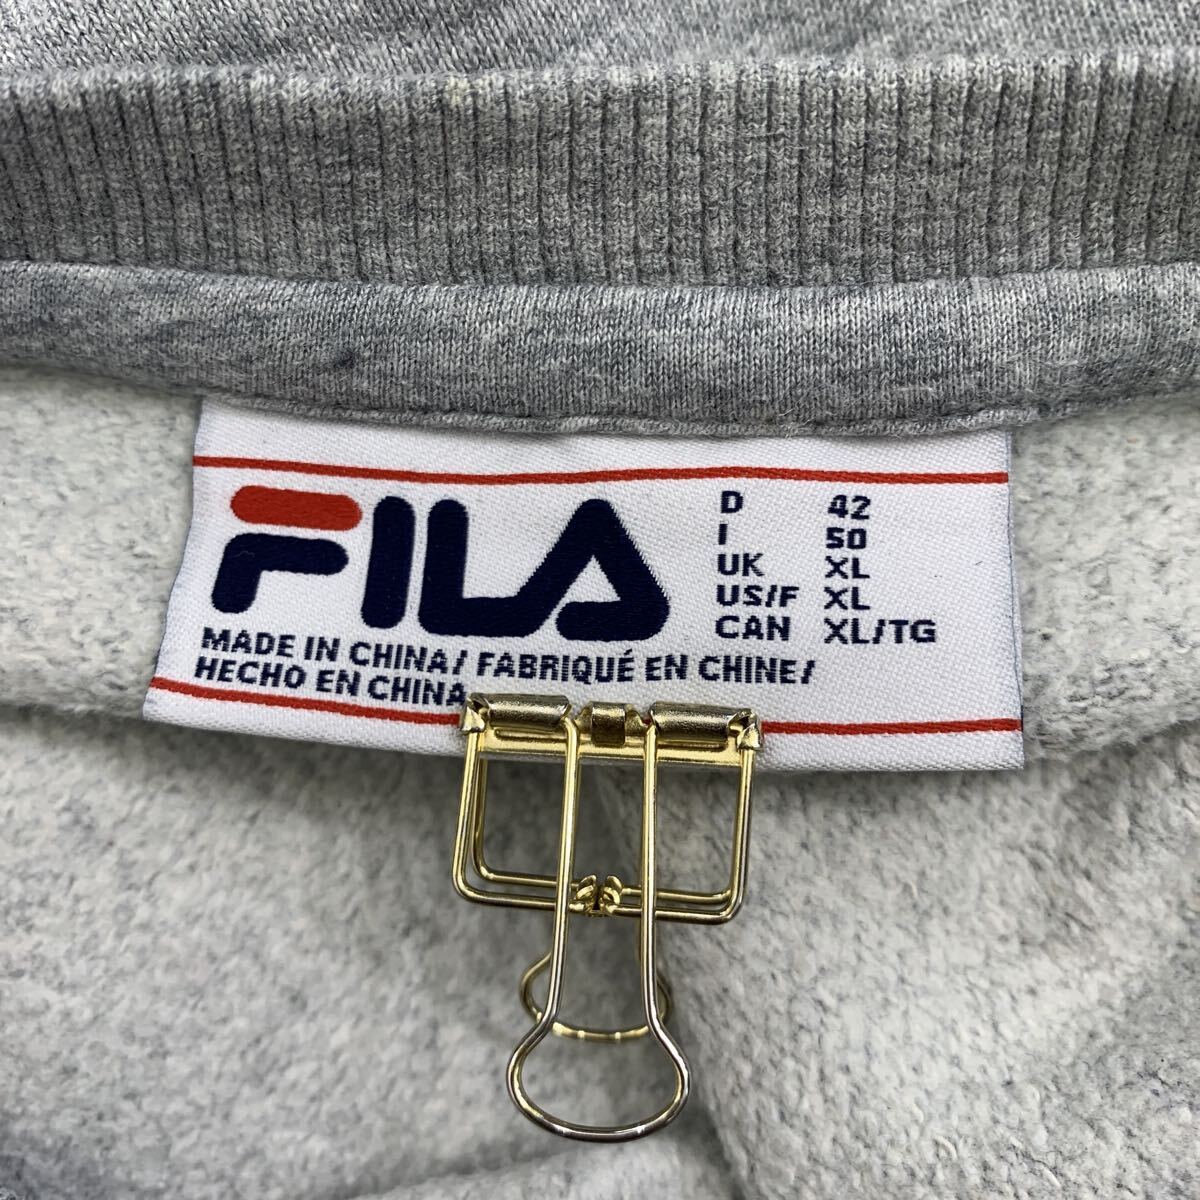 FILA
D 42
I 50
UK XL
US/F XL
CAN XL/TG
MADE IN CHINA/ FABRIQUÉ EN CHINE/
HECHO EN CHINA